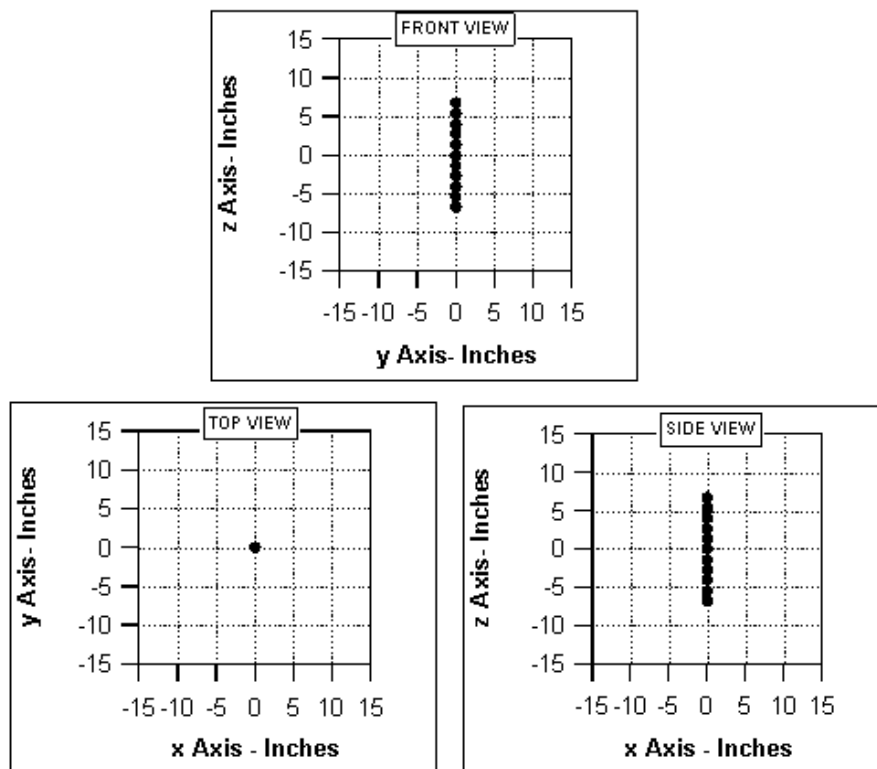 FRONT VIEW
15
10
5
0
-5
-10
-15
z Axis- Inches
-15 -10 -5 0 5 10 15
y Axis- Inches
TOP VIEW
15
10
5
0
-5
-10
-15
y Axis- Inches
-15 -10 -5 0 5 10 15
x Axis - Inches
SIDE VIEW
15
10
5
0
-5
-10
-15
z Axis- Inches
-15 -10 -5 0 5 10 15
x Axis - Inches